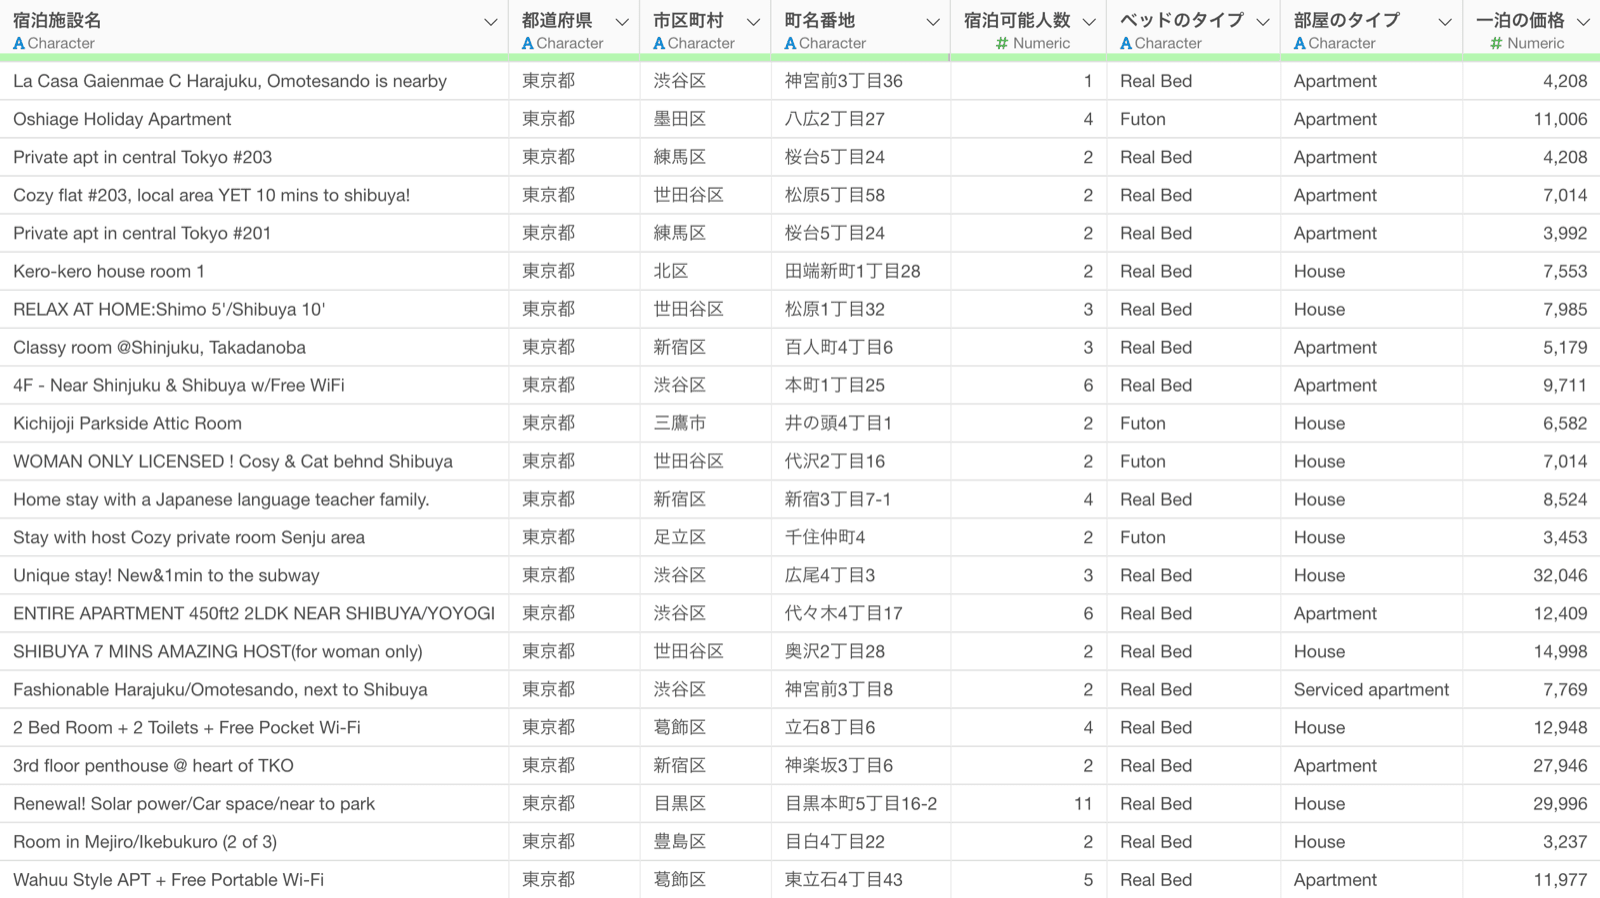 宿泊施設名 都道府県 市区町村 町名番地 宿泊可能人数 ベッドのタイプ 部屋のタイプ 一泊の価格
A Character A Character A Character A Character # Numeric A Character A Character # Numeric
La Casa Gaienmae C Harajuku, Omotesando is nearby 東京都 渋谷区 神宮前3丁目36 1 Real Bed Apartment 4,208
Oshiage Holiday Apartment 東京都 墨田区 八広2丁目27 4 Futon Apartment 11,006
Private apt in central Tokyo #203 東京都 練馬区 桜台5丁目24 2 Real Bed Apartment 4,208
Cozy flat #203, local area YET 10 mins to shibuya! 東京都 世田谷区 松原5丁目58 2 Real Bed Apartment 7,014
Private apt in central Tokyo #201 東京都 練馬区 桜台5丁目24 2 Real Bed Apartment 3,992
Kero-kero house room 1 東京都 北区 田端新町1丁目28 2 Real Bed House 7,553
RELAX AT HOME:Shimo 5'/Shibuya 10' 東京都 世田谷区 松原1丁目32 3 Real Bed House 7,985
Classy room @Shinjuku, Takadanoba 東京都 新宿区 百人町4丁目6 3 Real Bed Apartment 5,179
4F - Near Shinjuku & Shibuya w/Free WiFi 東京都 渋谷区 本町1丁目25 6 Real Bed Apartment 9,711
Kichijoji Parkside Attic Room 東京都 三鷹市 井の頭4丁目1 2 Futon House 6,582
WOMAN ONLY LICENSED ! Cosy & Cat behnd Shibuya 東京都 世田谷区 代沢2丁目16 2 Futon House 7,014
Home stay with a Japanese language teacher family. 東京都 新宿区 新宿3丁目7-1 4 Real Bed House 8,524
Stay with host Cozy private room Senju area 東京都 足立区 千住仲町4 2 Futon House 3,453
Unique stay! New&1min to the subway 東京都 渋谷区 広尾4丁目3 3 Real Bed House 32,046
ENTIRE APARTMENT 450ft2 2LDK NEAR SHIBUYA/YOYOGI 東京都 渋谷区 代々木4丁目17 6 Real Bed Apartment 12,409
SHIBUYA 7 MINS AMAZING HOST(for woman only) 東京都 世田谷区 奥沢2丁目28 2 Real Bed House 14,998
Fashionable Harajuku/Omotesando, next to Shibuya 東京都 渋谷区 神宮前3丁目8 2 Real Bed Serviced apartment 7,769
2 Bed Room + 2 Toilets + Free Pocket Wi-Fi 東京都 葛飾区 立石8丁目6 4 Real Bed House 12,948
3rd floor penthouse @ heart of TKO 東京都 新宿区 神楽坂3丁目6 2 Real Bed Apartment 27,946
Renewal! Solar power/Car space/near to park 東京都 目黒区 目黒本町5丁目16-2 11 Real Bed House 29,996
Room in Mejiro/Ikebukuro (2 of 3) 東京都 豊島区 目白4丁目22 2 Real Bed House 3,237
Wahuu Style APT + Free Portable Wi-Fi 東京都 葛飾区 東立石4丁目43 5 Real Bed Apartment 11,977